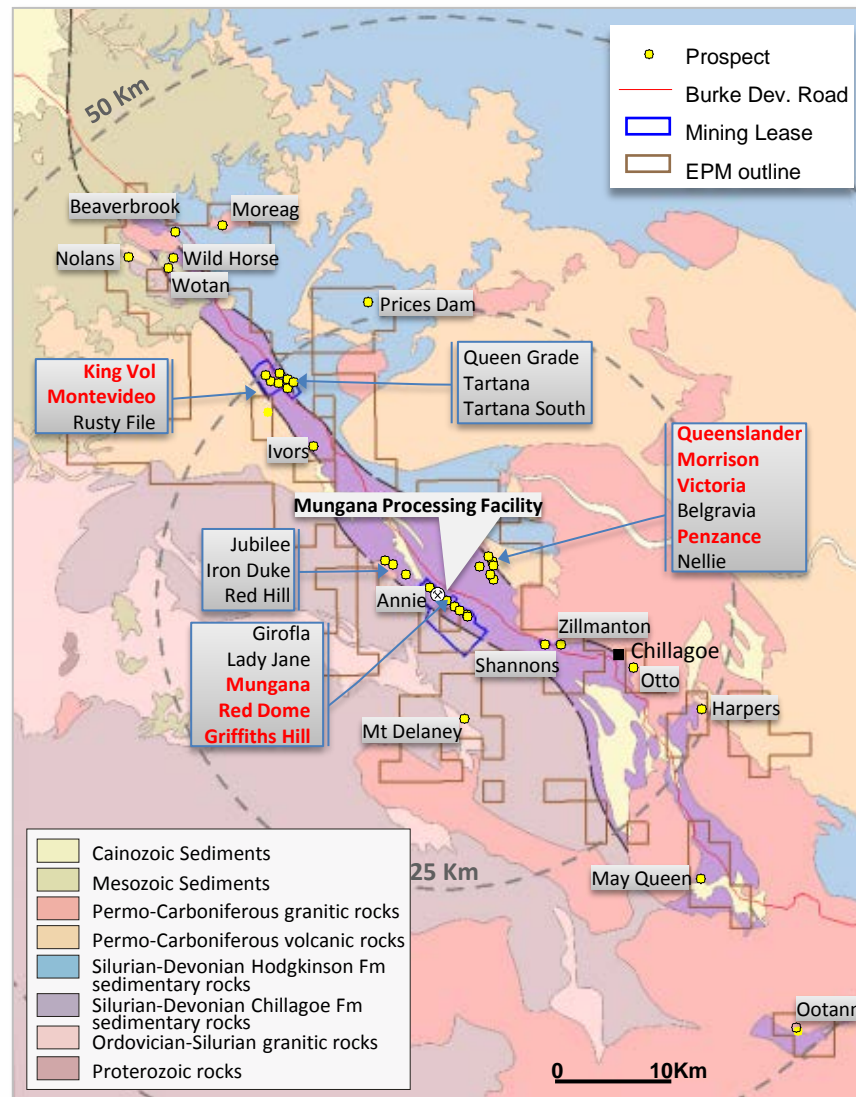 50 Km
Prospect
Burke Dev. Road
Mining Lease
EPM outline
Beaverbrook
Moreag
Nolans
Wild Horse
Wotan
Prices Dam
King Vol
Montevideo
Rusty File
Queen Grade
Tartana
Tartana South
Ivors
Queenslander
Morrison
Victoria
Belgravia
Penzance
Nellie
Mungana Processing Facility
Jubilee
Iron Duke
Red Hill
Annie
Girofla
Lady Jane
Mungana
Red Dome
Griffiths Hill
Zillmanton
Shannons
Chillagoe
Otto
Harpers
Mt Delaney
25 Km
May Queen
Ootann
Cainozoic Sediments
Mesozoic Sediments
Permo-Carboniferous granitic rocks
Permo-Carboniferous volcanic rocks
Silurian-Devonian Hodgkinson Fm
sedimentary rocks
Silurian-Devonian Chillagoe Fm
sedimentary rocks
Ordovician-Silurian granitic rocks
Proterozoic rocks
0 10Km